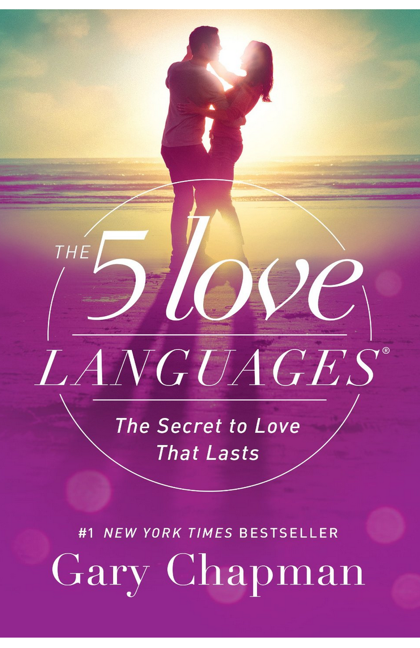 THE
5 love
LANGUAGES®
The Secret to Love
That Lasts
#1 NEW YORK TIMES BESTSELLER
Gary Chapman